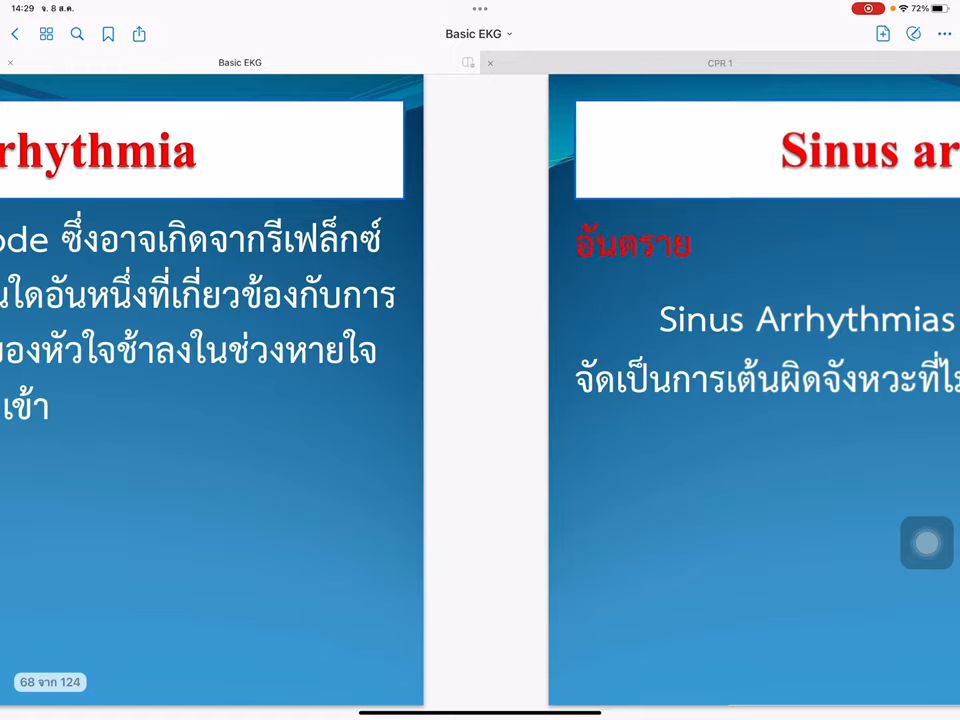 14:29 จ. 8 ส.ค.
72%
Basic EKG
Basic EKG
CPR 1
rhythmia
ode ซึ่งอาจเกิดจากรีเฟล็กซ์
นใดอันหนึ่งที่เกี่ยวข้องกับการ
องหัวใจช้าลงในช่วงหายใจ
เข้า
68 จาก 124
Sinus ar
อันตราย
Sinus Arrhythmias
จัดเป็นการเต้นผิดจังหวะที่ไม